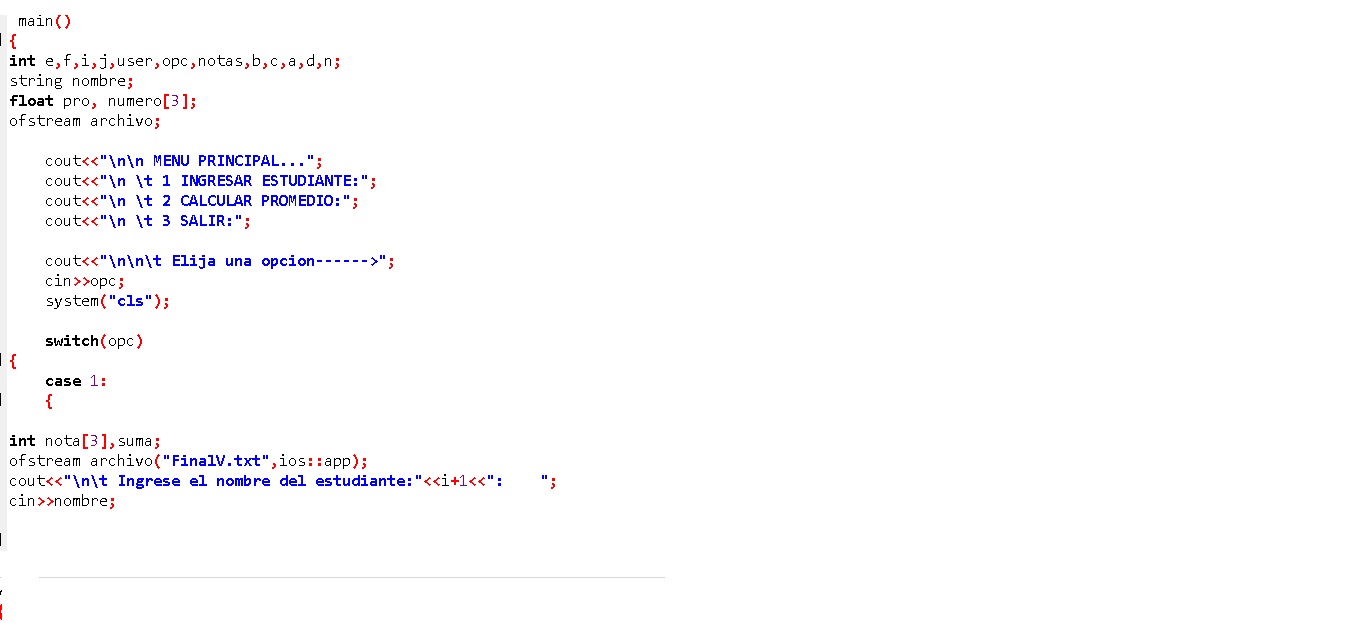 main()
{
int e,f,i,j,user,opc,notas,b,c,a,d,n;
string nombre;
float pro, numero[3];
ofstream archivo;
cout<<"\n\n MENU PRINCIPAL...";
cout<<"\n \t 1 INGRESAR ESTUDIANTE:";
cout<<"\n \t 2 CALCULAR PROMEDIO:";
cout<<"\n \t 3 SALIR:";
cout<<"\n\n\t Elija una opcion------>";
cin>>opc;
system("cls");
switch(opc)
{
case 1:
{
int nota[3],suma;
ofstream archivo("FinalV.txt",ios::app);
cout<<"\n\t Ingrese el nombre del estudiante:"<<i+1<<":    ";
cin>>nombre;